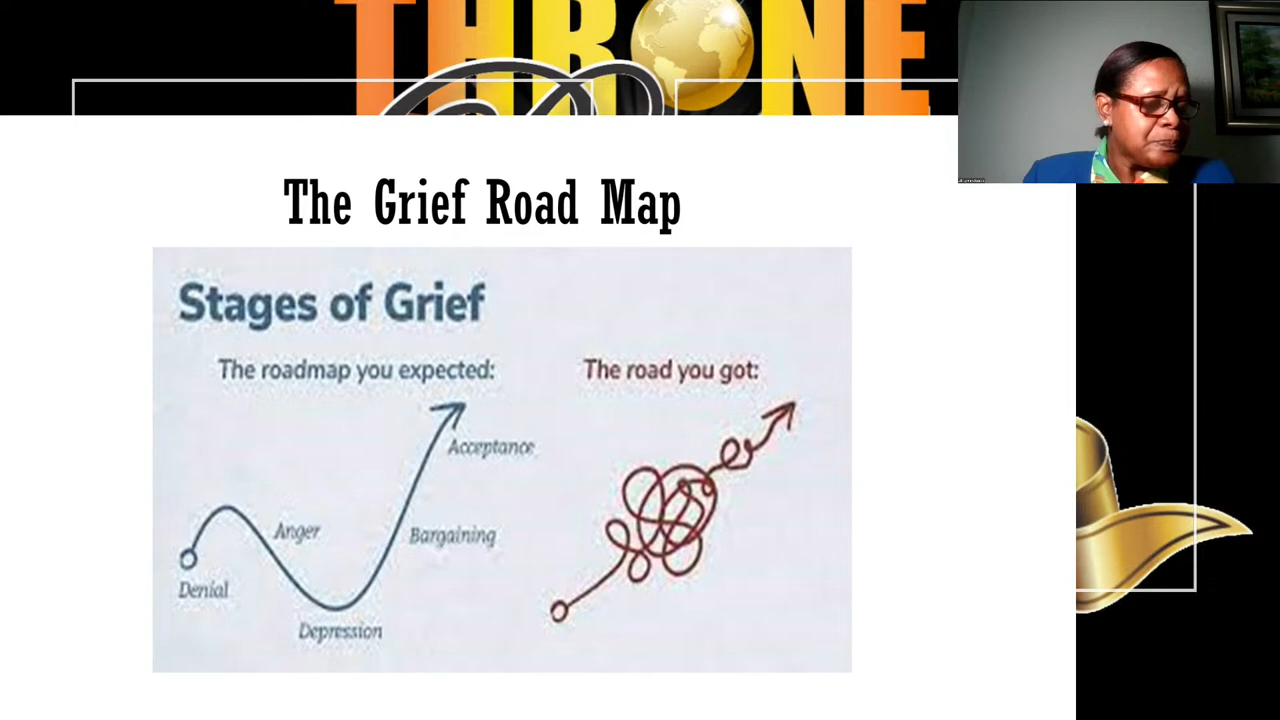 THRONE
The Grief Road Map
Stages of Grief
The roadmap you expected:
The road you got:
Acceptance
Anger
Bargaining
Denial
Depression